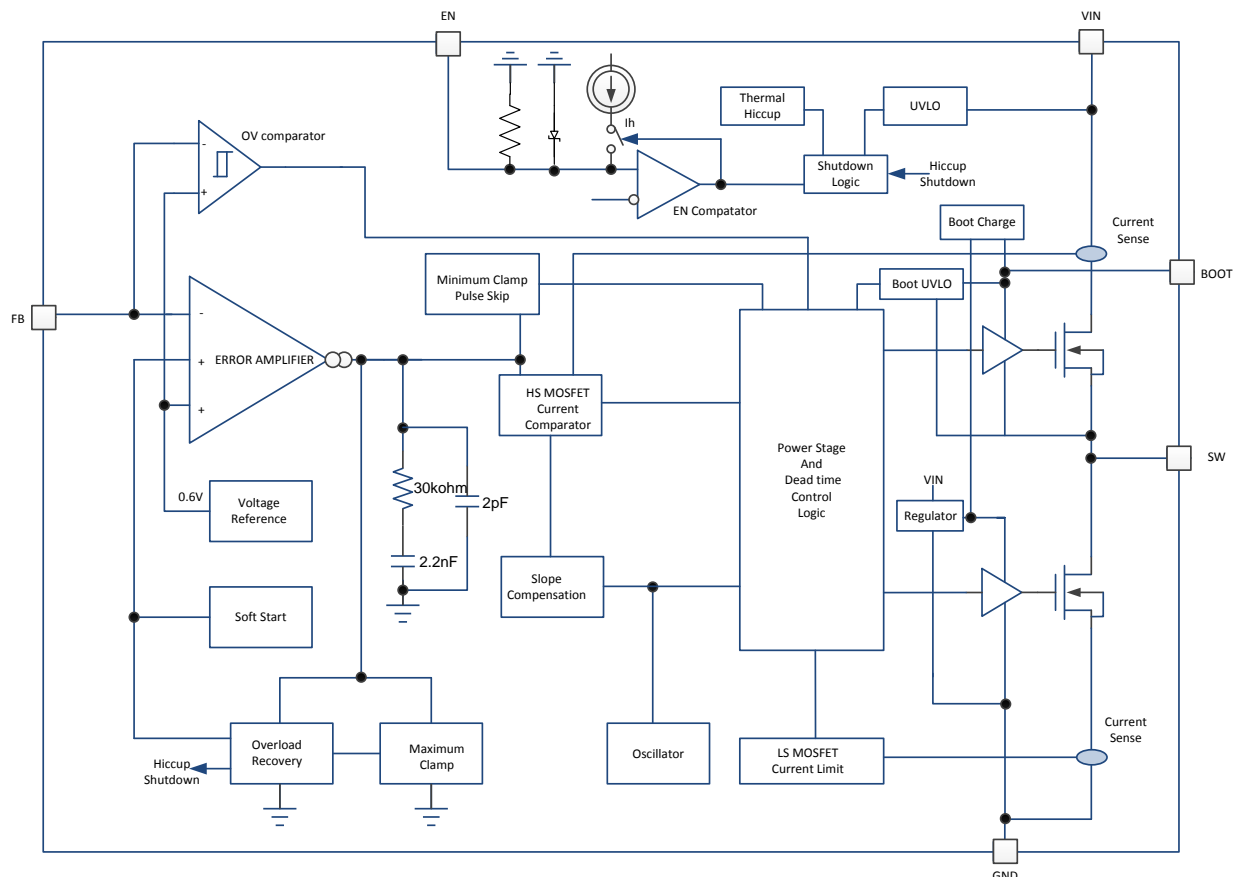 EN
VIN
Thermal
Hiccup
UVLO
Ih
OV comparator
-
+
Shutdown
Logic
Hiccup
Shutdown
EN Compatator
Boot Charge
Current
Sense
BOOT
Minimum Clamp
Pulse Skip
Boot UVLO
FB
-
ERROR AMPLIFIER
+
+
HS MOSFET
Current
Comparator
Power Stage
And
Dead time
Control
Logic
SW
0.6V
Voltage
Reference
30kohm
2pF
2.2nF
VIN
Regulator
Slope
Compensation
Soft Start
Overload
Recovery
Maximum
Clamp
Hiccup
Shutdown
Oscillator
LS MOSFET
Current Limit
Current
Sense
GND